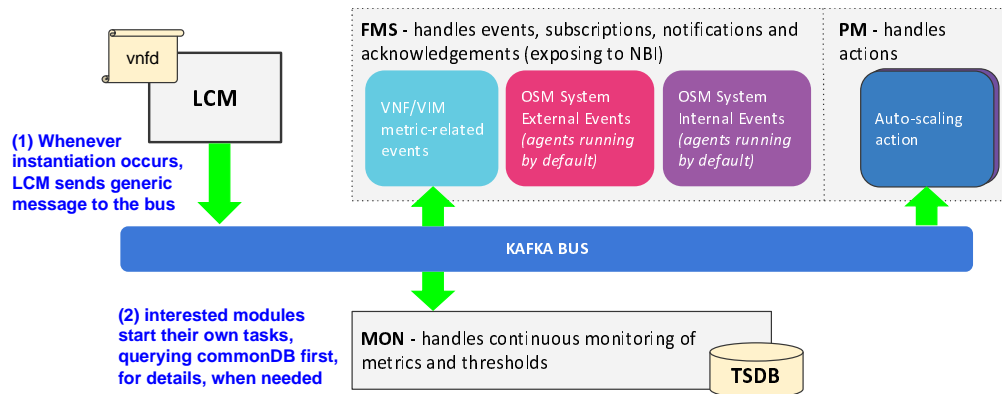 vnfd
LCM
(1) Whenever
instantiation occurs,
LCM sends generic
message to the bus
FMS - handles events, subscriptions, notifications and
acknowledgements (exposing to NBI)
VNF/VIM
metric-related
events
OSM System
External Events
(agents running
by default)
OSM System
Internal Events
(agents running
by default)
PM - handles
actions
Auto-scaling
action
KAFKA BUS
(2) interested modules
start their own tasks,
querying commonDB first,
for details, when needed
MON - handles continuous monitoring of
metrics and thresholds
TSDB